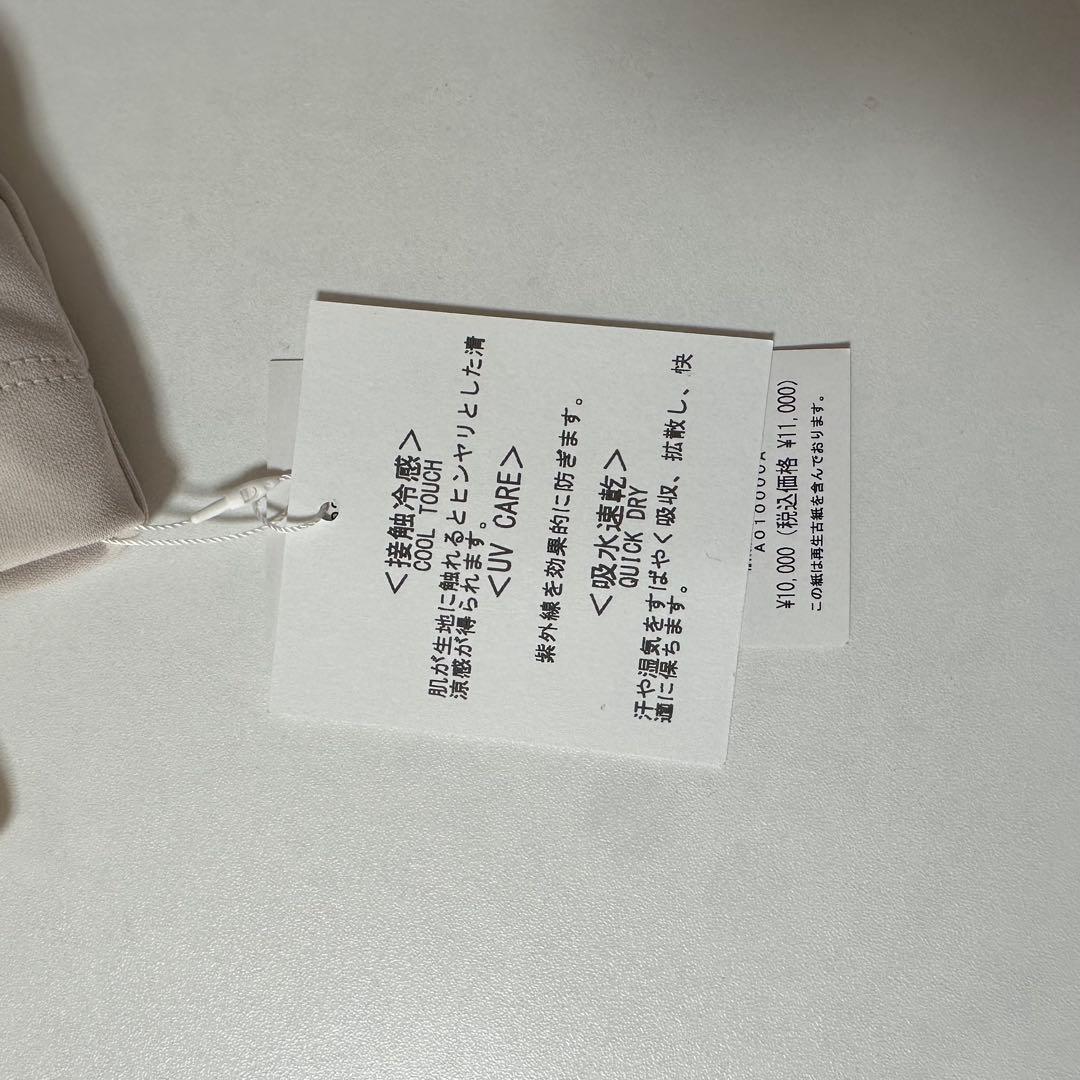 ＜接触冷感＞
COOL TOUCH
肌が生地に触れるとヒンヤリとした清
涼感が得られます。
＜UV CARE＞
紫外線を効果的に防ぎます。
＜吸水速乾＞
QUICK DRY
汗や湿気をすばやく吸収、拡散し、快
適に保ちます。
¥10,000 (税込価格 ¥11,000)
この紙は再生古紙を含んでおります。